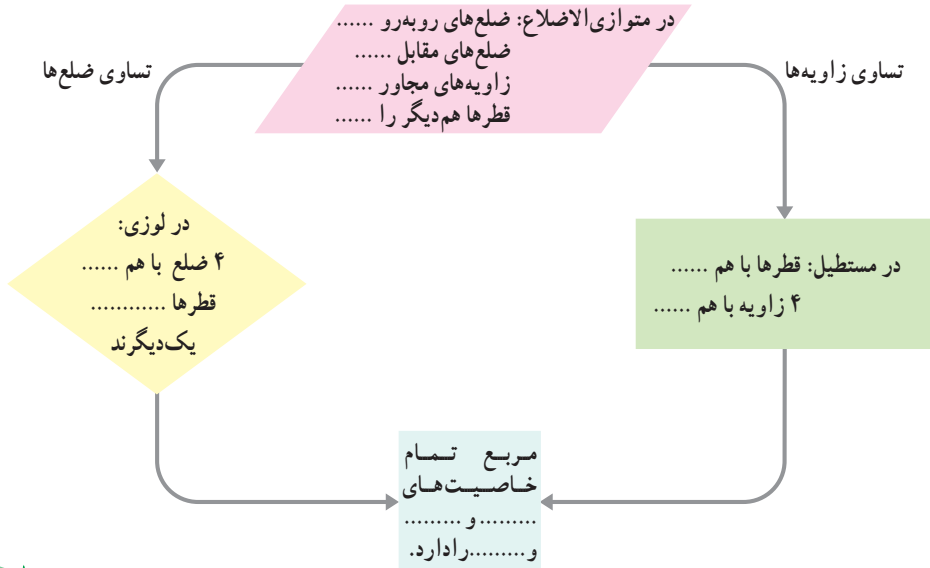 در متوازی‌الاضلاع: ضلع‌های روبه‌رو ......
ضلع‌های مقابل ......
زاویه‌های مجاور ......
قطرها هم‌دیگر را ......
تساوی زاویه‌ها
تساوی ضلع‌ها
در مستطیل: قطرها با هم ......
۴ زاویه با هم ......
در لوزی:
۴ ضلع با هم ......
قطرها ............
یک‌دیگرند
مربع تمام
خاصیت‌های
......... و .........
و.........را دارد.